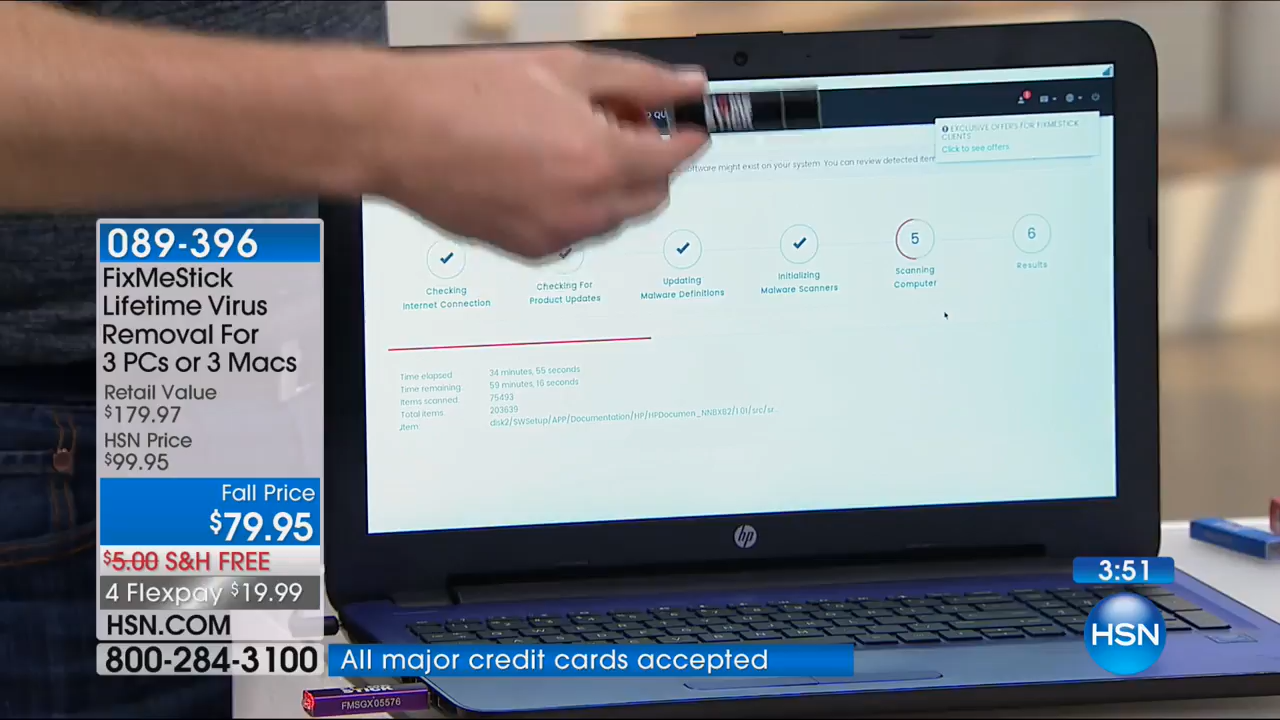 089-396
FixMeStick
Lifetime Virus
Removal For
3 PCs or 3 Macs
Retail Value
$179.97
HSN Price
$99.95
Fall Price
$79.95
$5.00 S&H FREE
4 Flexpay $19.99
HSN.COM
800-284-3100
All major credit cards accepted
3:51
HSN
EXCLUSIVE OFFERS FOR FIXMESTICK
CLIENTS
Click to see offers
software might exist on your system. You can review detected
Checking
Internet Connection
Checking For
Product Updates
Updating
Malware Definitions
Initializing
Malware Scanners
5
Scanning
Computer
6
Results
Time elapsed: 34 minutes, 55 seconds
Time remaining: 59 minutes, 16 seconds
Items scanned: 75493
Total items: 203639
Item: disk2/SWSetup/APP/Documentation/HP/HPDocumen_NNBX62/1.01/src/sr...
hp
STICK
FMSGX05576